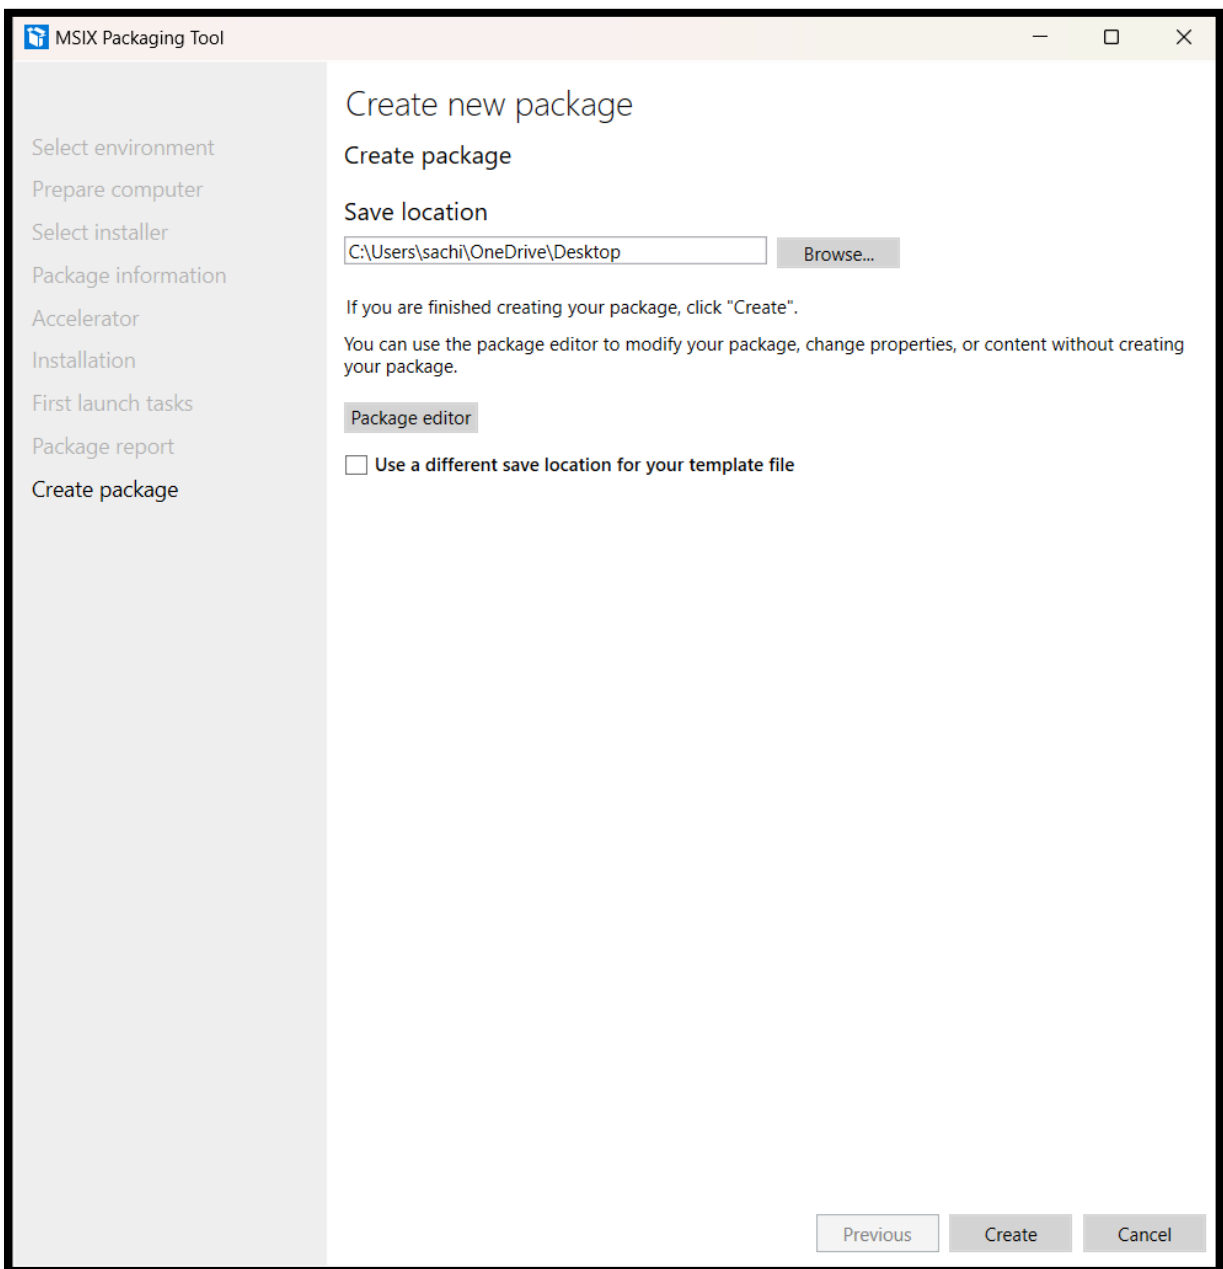 MSIX Packaging Tool
Select environment
Prepare computer
Select installer
Package information
Accelerator
Installation
First launch tasks
Package report
Create package
Create new package
Create package
Save location
C:\Users\sachi\OneDrive\Desktop
Browse...
If you are finished creating your package, click "Create".
You can use the package editor to modify your package, change properties, or content without creating
your package.
Package editor
Use a different save location for your template file
Previous
Create
Cancel